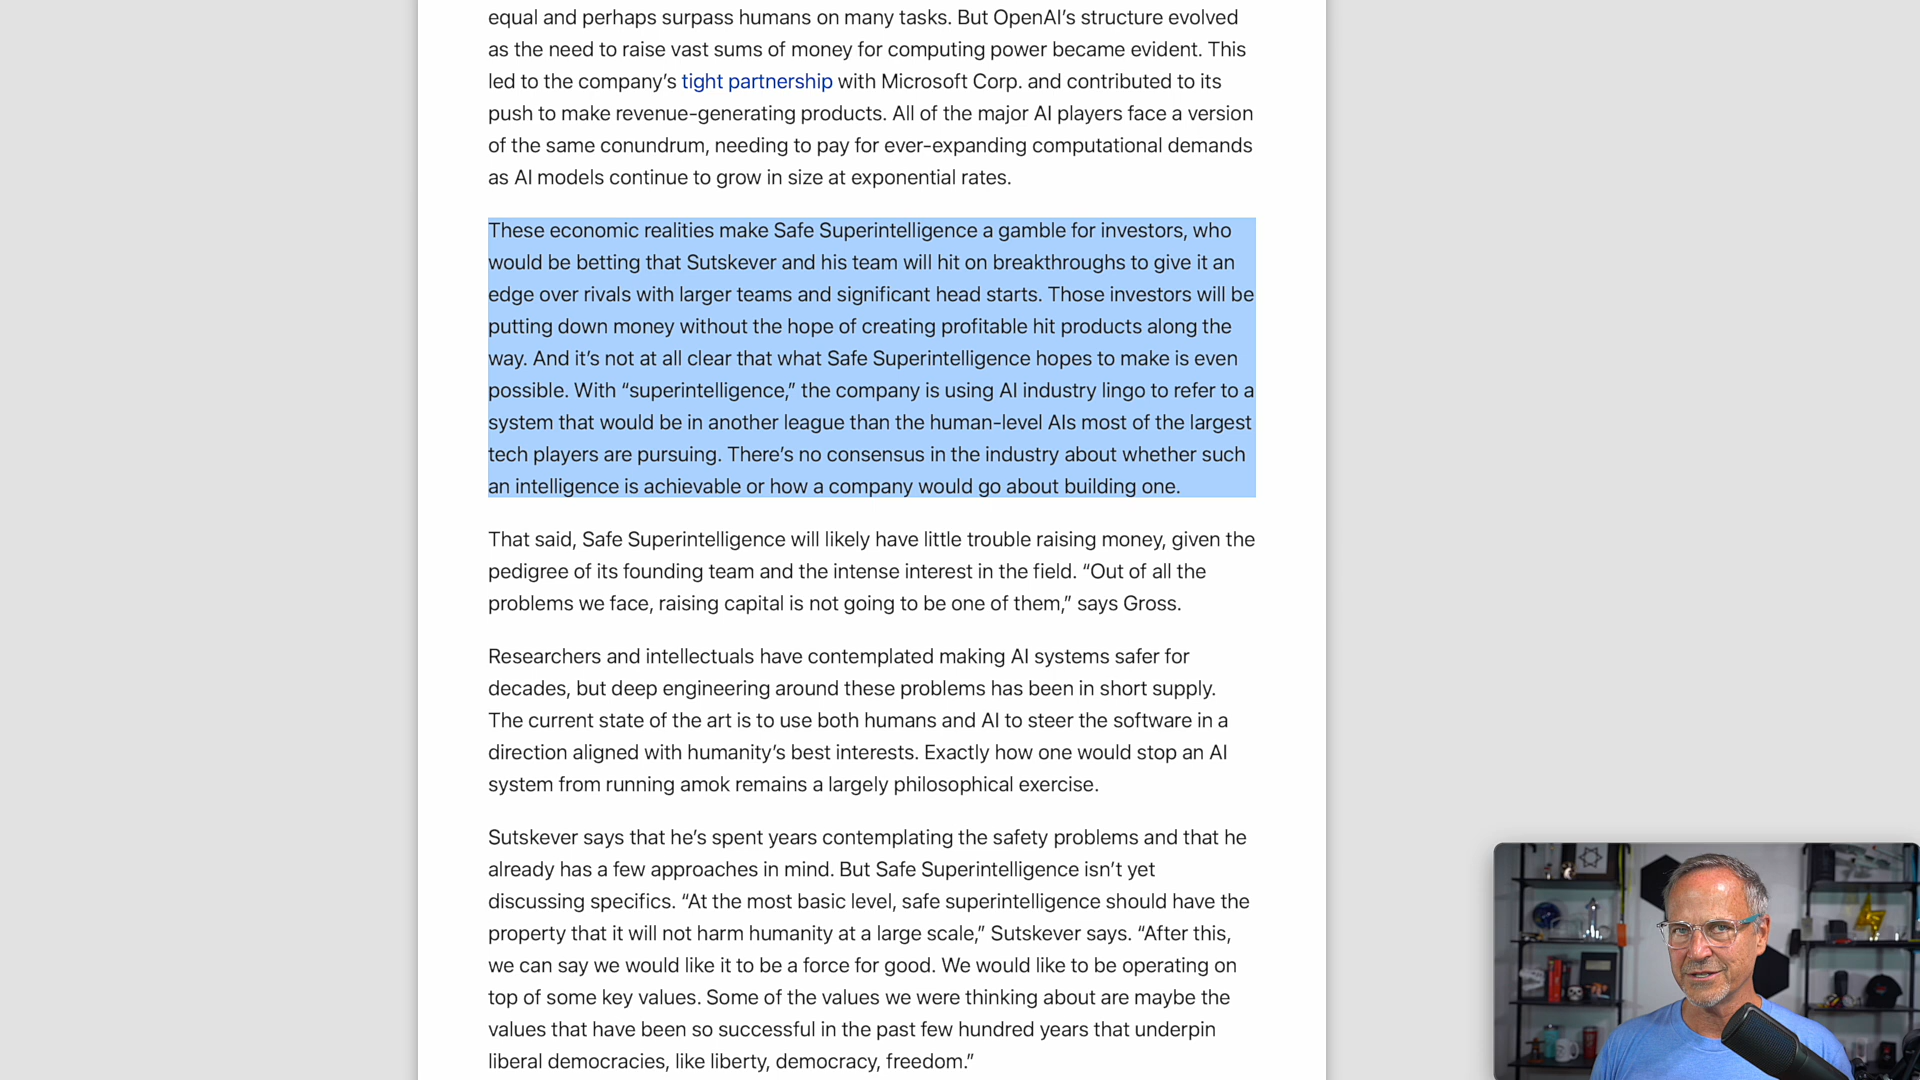 equal and perhaps surpass humans on many tasks. But OpenAI’s structure evolved
as the need to raise vast sums of money for computing power became evident. This
led to the company’s tight partnership with Microsoft Corp. and contributed to its
push to make revenue-generating products. All of the major AI players face a version
of the same conundrum, needing to pay for ever-expanding computational demands
as AI models continue to grow in size at exponential rates.
These economic realities make Safe Superintelligence a gamble for investors, who
would be betting that Sutskever and his team will hit on breakthroughs to give it an
edge over rivals with larger teams and significant head starts. Those investors will be
putting down money without the hope of creating profitable hit products along the
way. And it’s not at all clear that what Safe Superintelligence hopes to make is even
possible. With “superintelligence,” the company is using AI industry lingo to refer to a
system that would be in another league than the human-level AIs most of the largest
tech players are pursuing. There’s no consensus in the industry about whether such
an intelligence is achievable or how a company would go about building one.
That said, Safe Superintelligence will likely have little trouble raising money, given the
pedigree of its founding team and the intense interest in the field. “Out of all the
problems we face, raising capital is not going to be one of them,” says Gross.
Researchers and intellectuals have contemplated making AI systems safer for
decades, but deep engineering around these problems has been in short supply.
The current state of the art is to use both humans and AI to steer the software in a
direction aligned with humanity’s best interests. Exactly how one would stop an AI
system from running amok remains a largely philosophical exercise.
Sutskever says that he’s spent years contemplating the safety problems and that he
already has a few approaches in mind. But Safe Superintelligence isn’t yet
discussing specifics. “At the most basic level, safe superintelligence should have the
property that it will not harm humanity at a large scale,” Sutskever says. “After this,
we can say we would like it to be a force for good. We would like to be operating on
top of some key values. Some of the values we were thinking about are maybe the
values that have been so successful in the past few hundred years that underpin
liberal democracies, like liberty, democracy, freedom.”